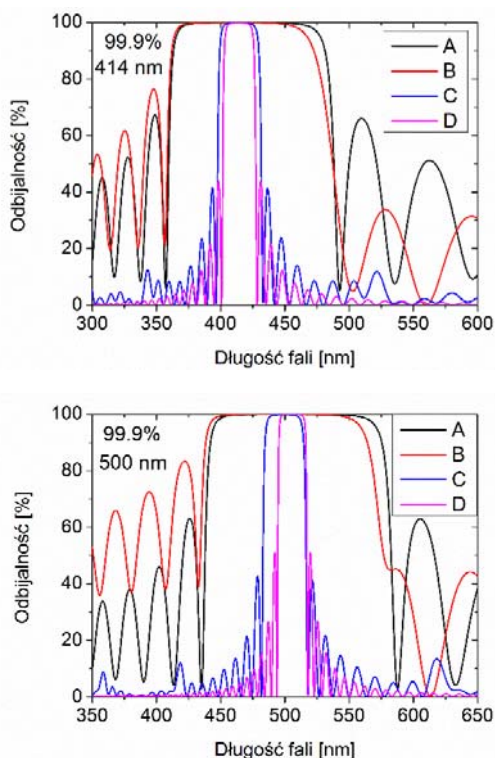 99.9%
414 nm
A
B
C
D
Odbijalność [%]
100
80
60
40
20
0
300 350 400 450 500 550 600
Długość fali [nm]
99.9%
500 nm
A
B
C
D
Odbijalność [%]
100
80
60
40
20
0
350 400 450 500 550 600 650
Długość fali [nm]